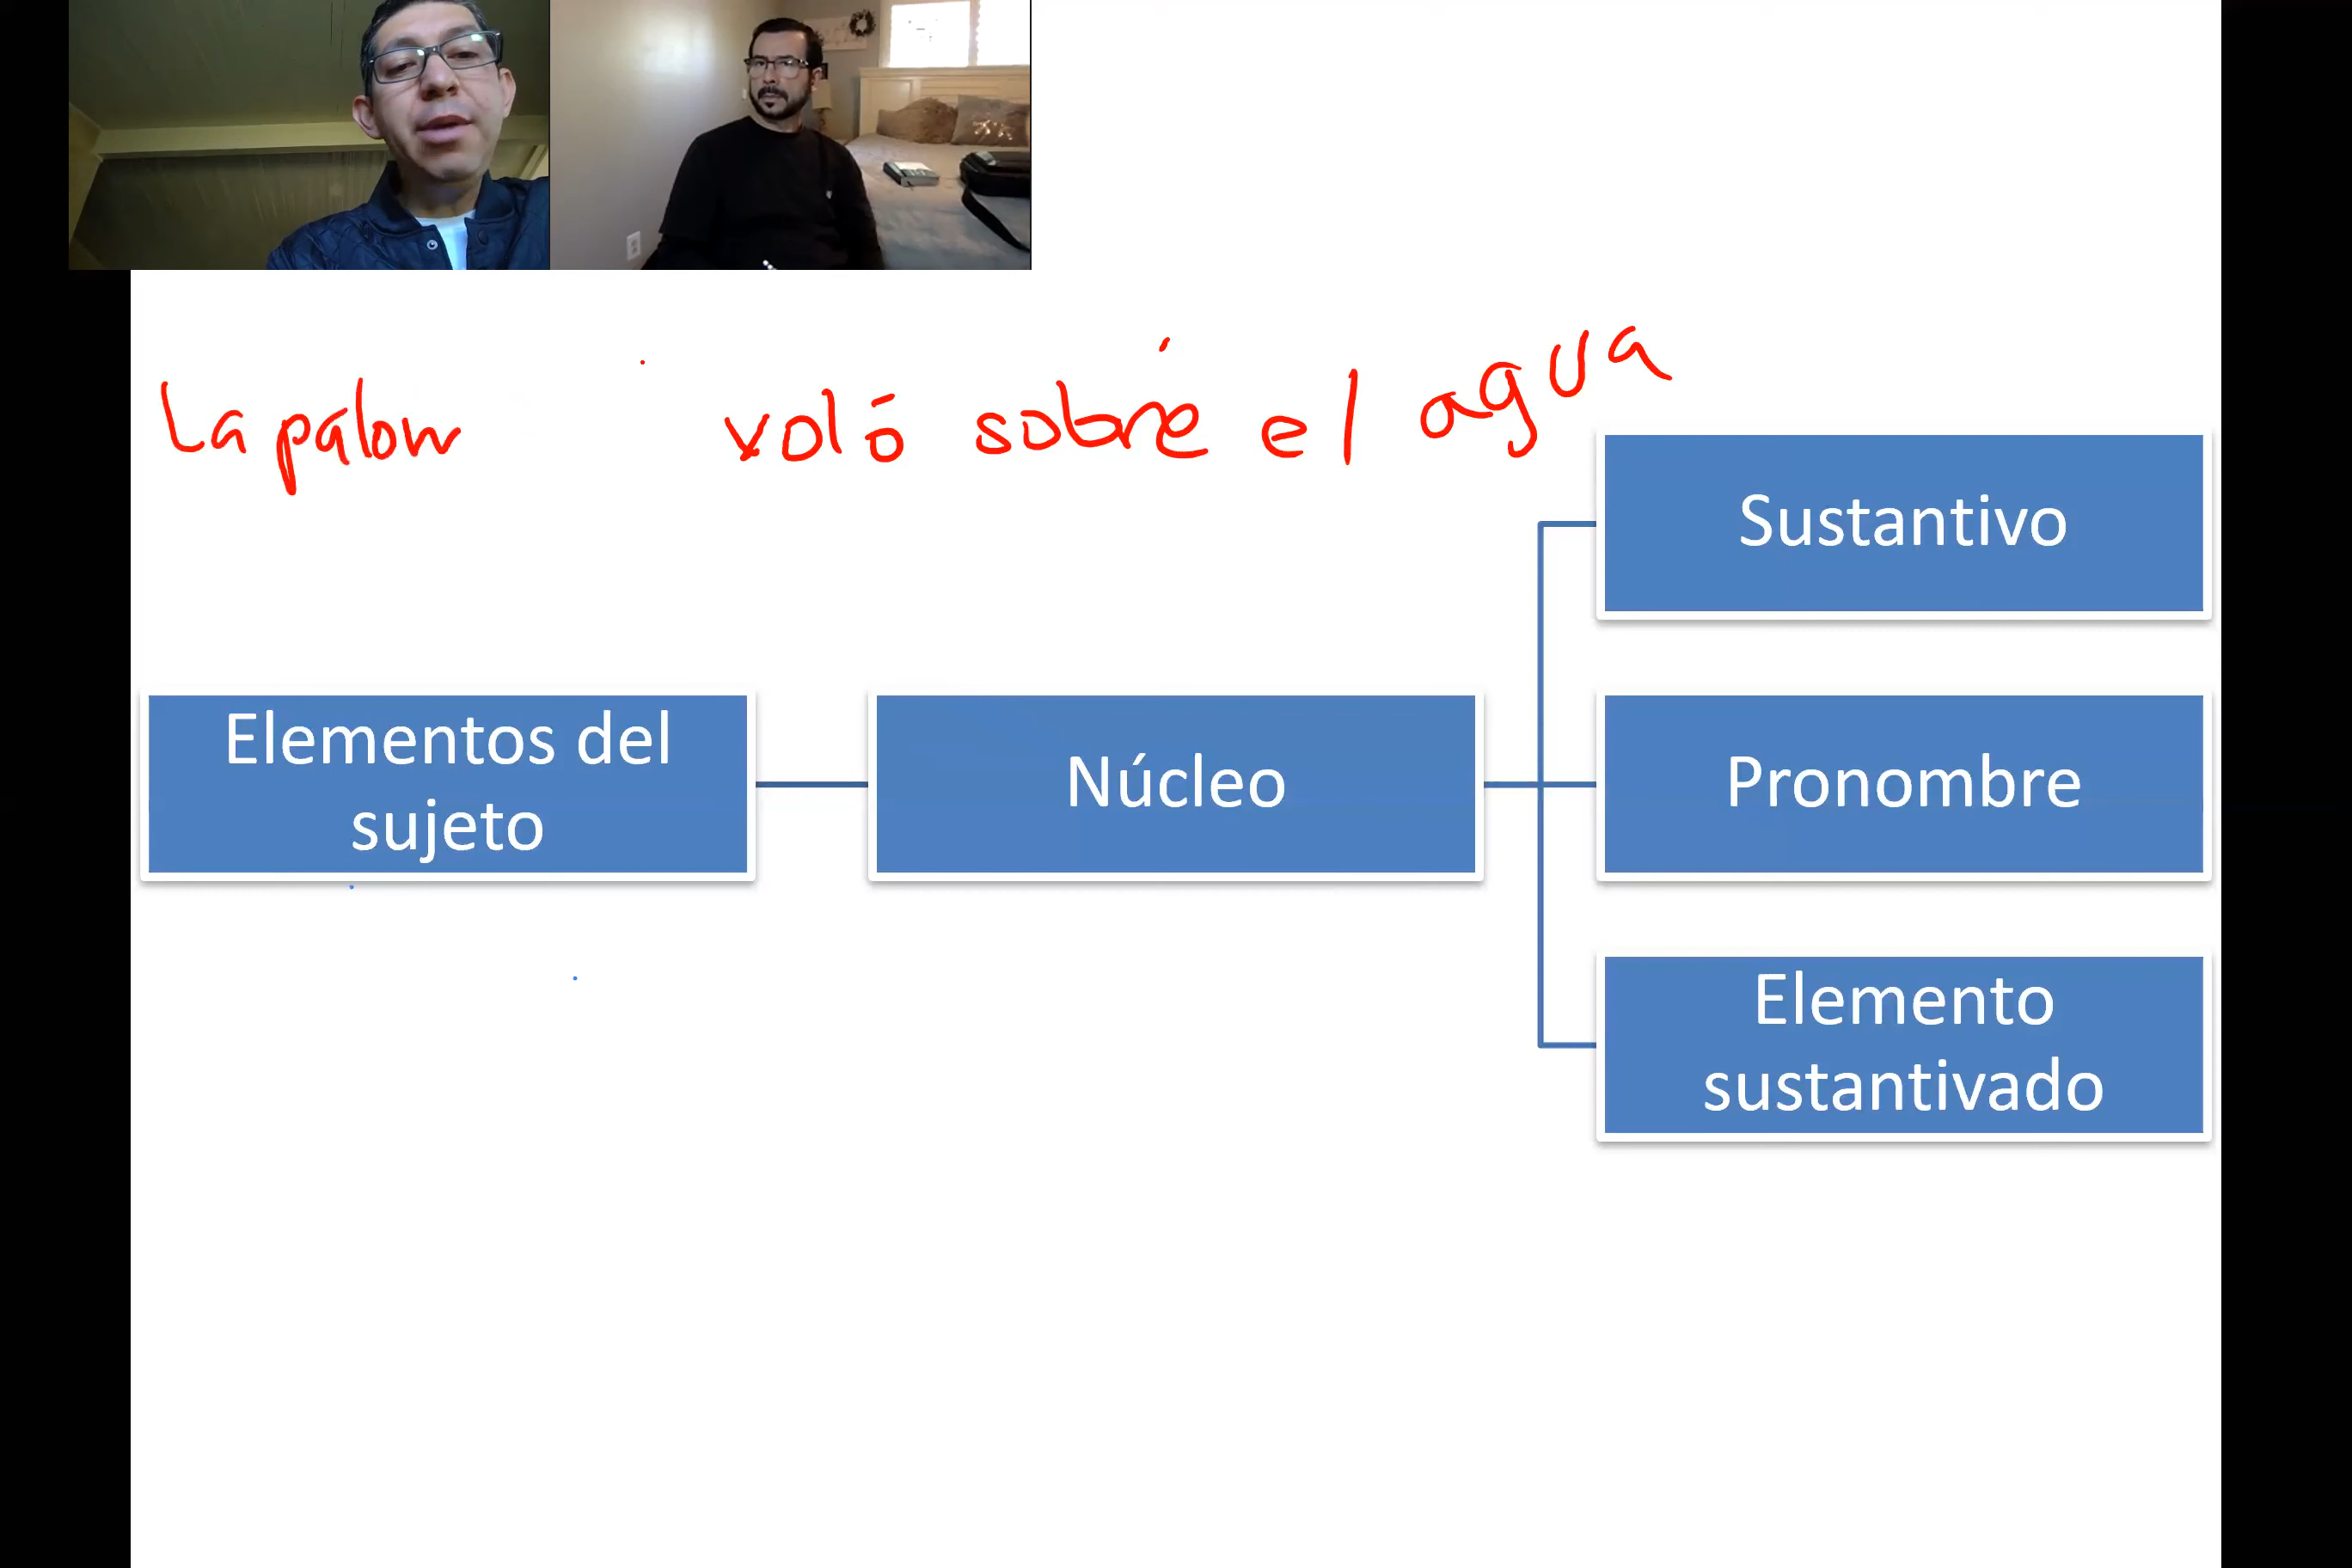 La palom voló sobre el agua
Sustantivo
Elementos del
sujeto
Núcleo
Pronombre
Elemento
sustantivado